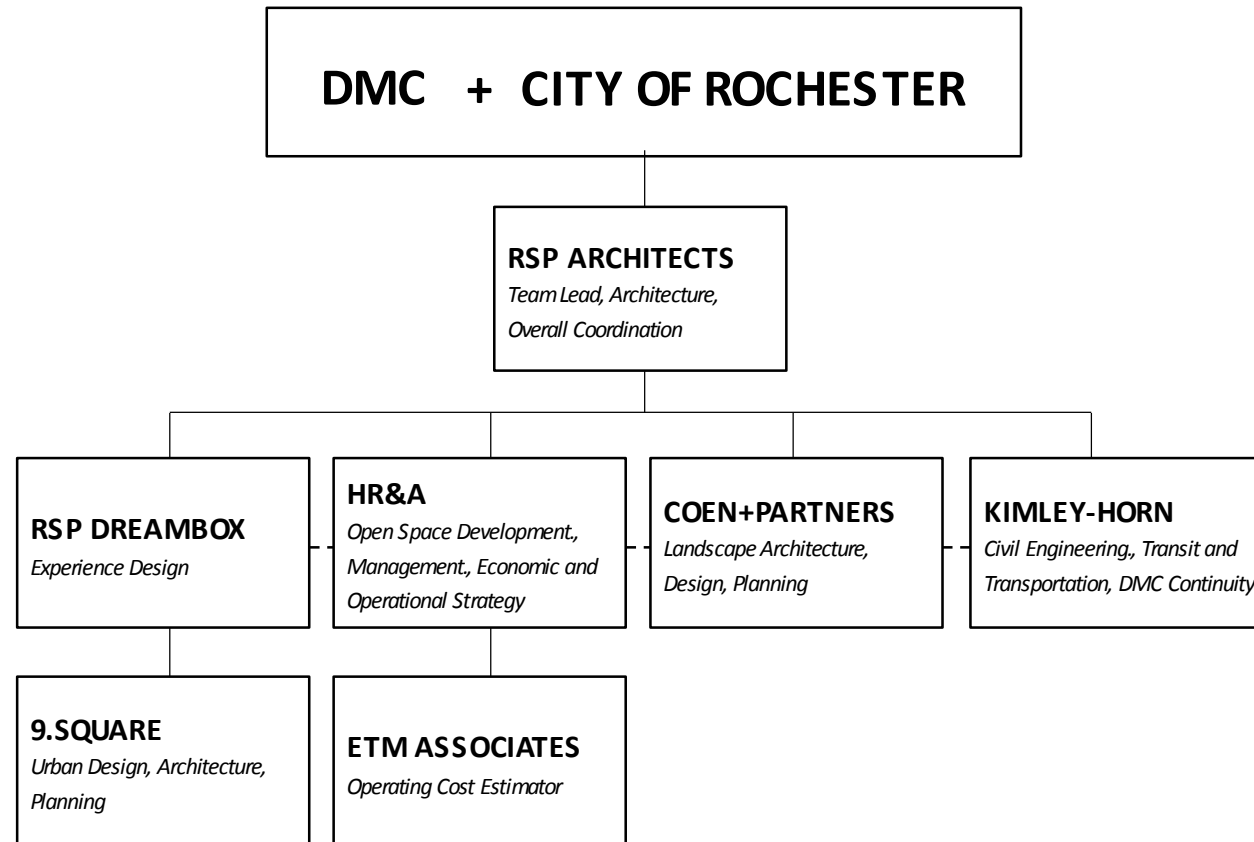 DMC + CITY OF ROCHESTER
RSP ARCHITECTS
Team Lead, Architecture,
Overall Coordination
RSP DREAMBOX
Experience Design
HR&A
Open Space Development.,
Management., Economic and
Operational Strategy
COEN+PARTNERS
Landscape Architecture,
Design, Planning
KIMLEY-HORN
Civil Engineering., Transit and
Transportation, DMC Continuity
9.SQUARE
Urban Design, Architecture,
Planning
ETM ASSOCIATES
Operating Cost Estimator